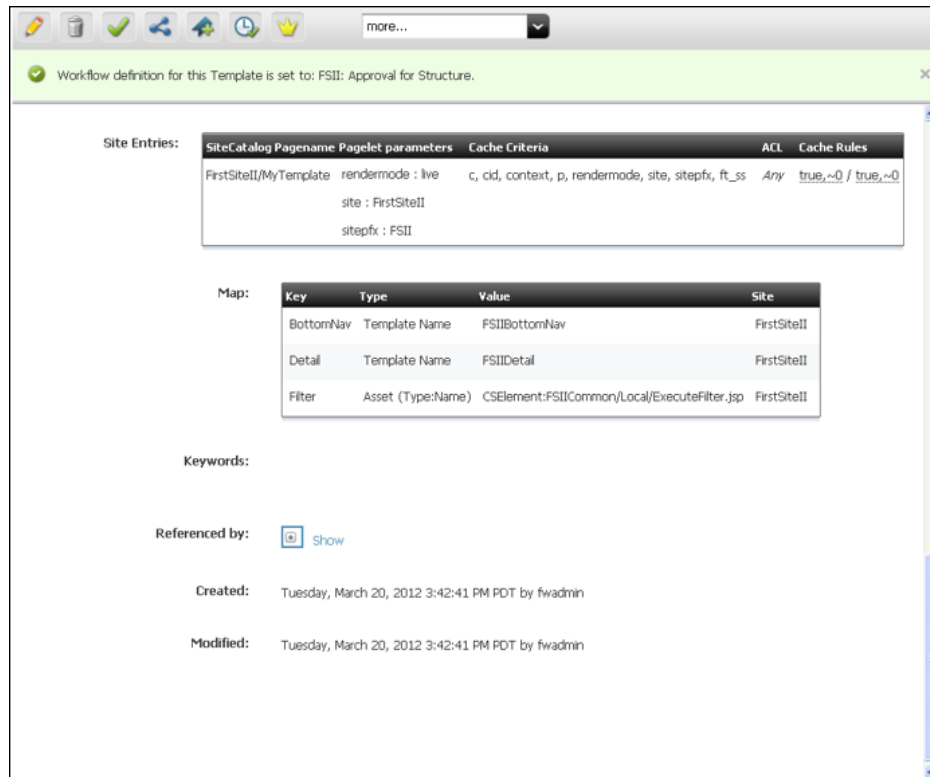 more...
Workflow definition for this Template is set to: FSII: Approval for Structure.
Site Entries:
SiteCatalog Pagename Pagelet parameters Cache Criteria ACL Cache Rules
FirstSiteII/MyTemplate rendermode : live c, cid, context, p, rendermode, site, sitepfx, ft_ss Any true,~0 / true,~0
site : FirstSiteII
sitepfx : FSII
Map:
Key Type Value Site
BottomNav Template Name FSIIBottomNav FirstSiteII
Detail Template Name FSIIDetail FirstSiteII
Filter Asset (Type:Name) CSElement:FSIICommon/Local/ExecuteFilter.jsp FirstSiteII
Keywords:
Referenced by: Show
Created: Tuesday, March 20, 2012 3:42:41 PM PDT by fwadmin
Modified: Tuesday, March 20, 2012 3:42:41 PM PDT by fwadmin